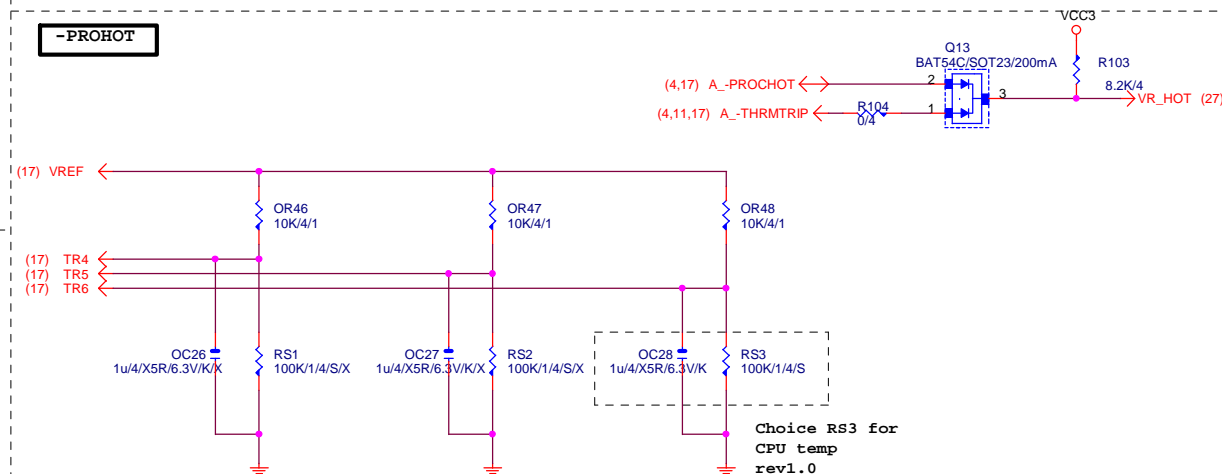 -PROHOT
VCC3
Q13
BAT54C/SOT23/200mA
R103
8.2K/4
(4,17) A_-PROCHOT
2
3
VR_HOT (27)
(4,11,17) A_-THRMTRIP
R104
0/4
1
(17) VREF
OR46
10K/4/1
OR47
10K/4/1
OR48
10K/4/1
(17) TR4
(17) TR5
(17) TR6
OC26
1u/4/X5R/6.3V/K/X
RS1
100K/1/4/S/X
OC27
1u/4/X5R/6.3V/K/X
RS2
100K/1/4/S/X
OC28
1u/4/X5R/6.3V/K
RS3
100K/1/4/S
Choice RS3 for
CPU temp
rev1.0